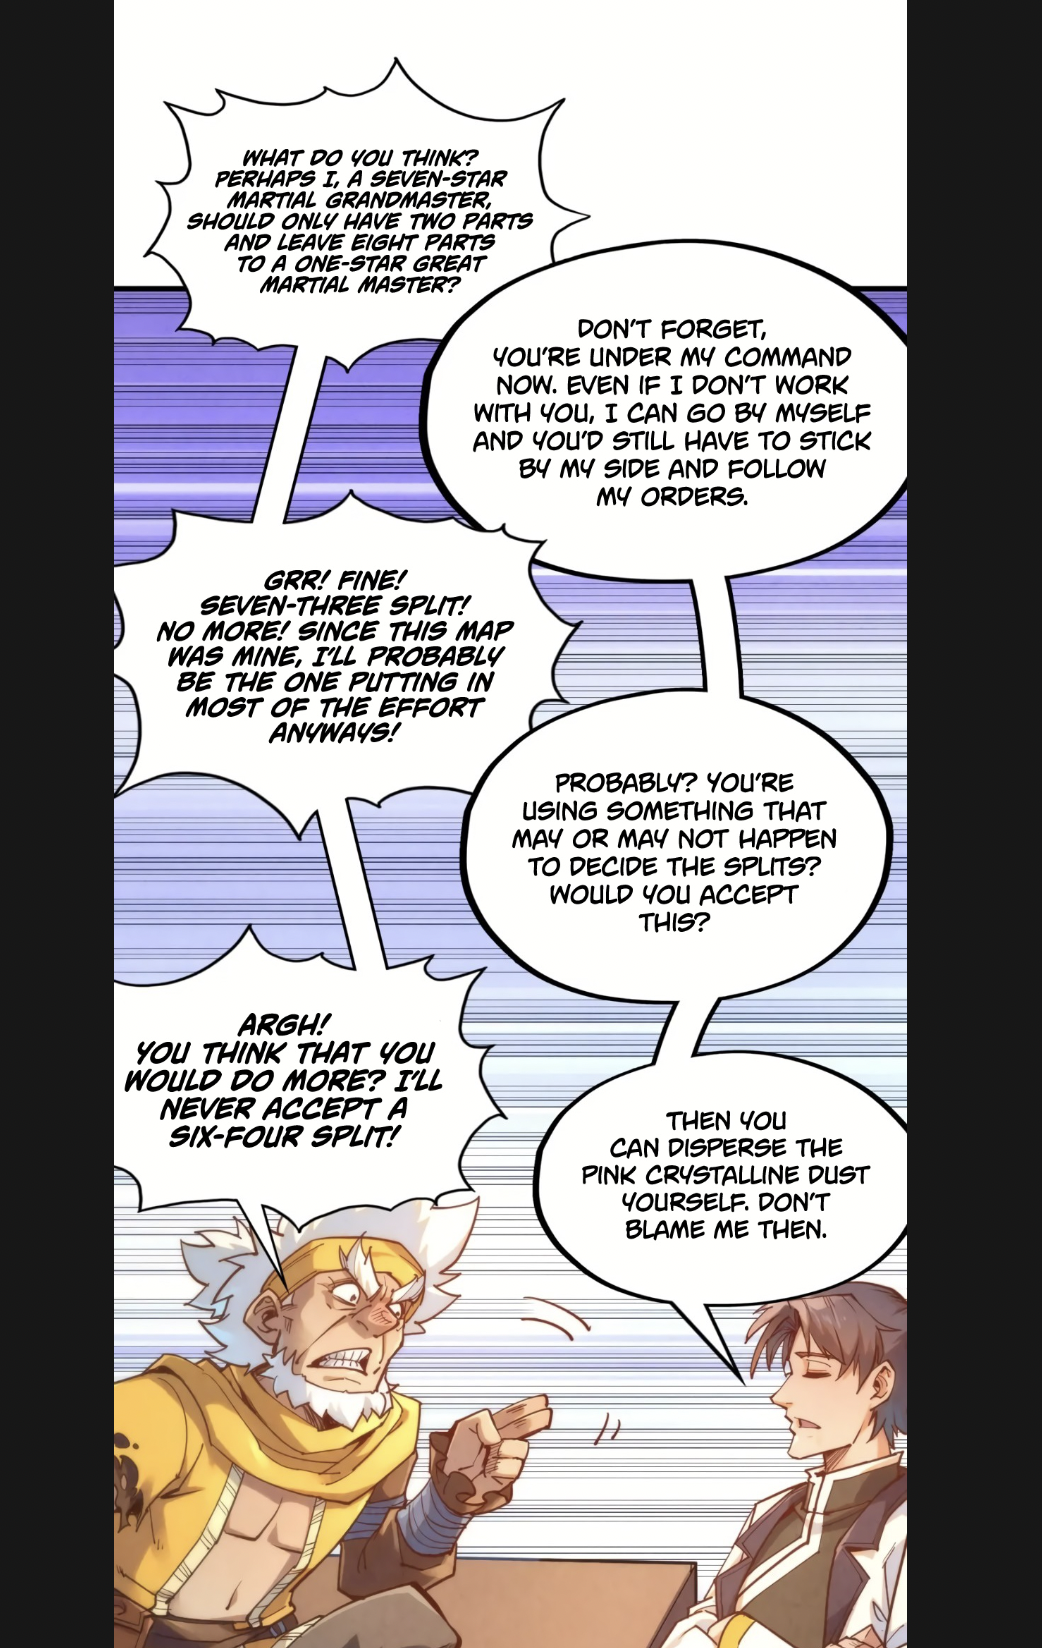 WHAT DO YOU THINK?
PERHAPS I, A SEVEN-STAR
MARTIAL GRANDMASTER,
SHOULD ONLY HAVE TWO PARTS
AND LEAVE EIGHT PARTS
TO A ONE-STAR GREAT
MARTIAL MASTER?
DON'T FORGET,
YOU'RE UNDER MY COMMAND
NOW. EVEN IF I DON'T WORK
WITH YOU, I CAN GO BY MYSELF
AND YOU'D STILL HAVE TO STICK
BY MY SIDE AND FOLLOW
MY ORDERS.
GRR! FINE!
SEVEN-THREE SPLIT!
NO MORE! SINCE THIS MAP
WAS MINE, I'LL PROBABLY
BE THE ONE PUTTING IN
MOST OF THE EFFORT
ANYWAYS!
PROBABLY? YOU'RE
USING SOMETHING THAT
MAY OR MAY NOT HAPPEN
TO DECIDE THE SPLITS?
WOULD YOU ACCEPT
THIS?
ARGH!
YOU THINK THAT YOU
WOULD DO MORE? I'LL
NEVER ACCEPT A
SIX-FOUR SPLIT!
THEN YOU
CAN DISPERSE THE
PINK CRYSTALLINE DUST
YOURSELF. DON'T
BLAME ME THEN.